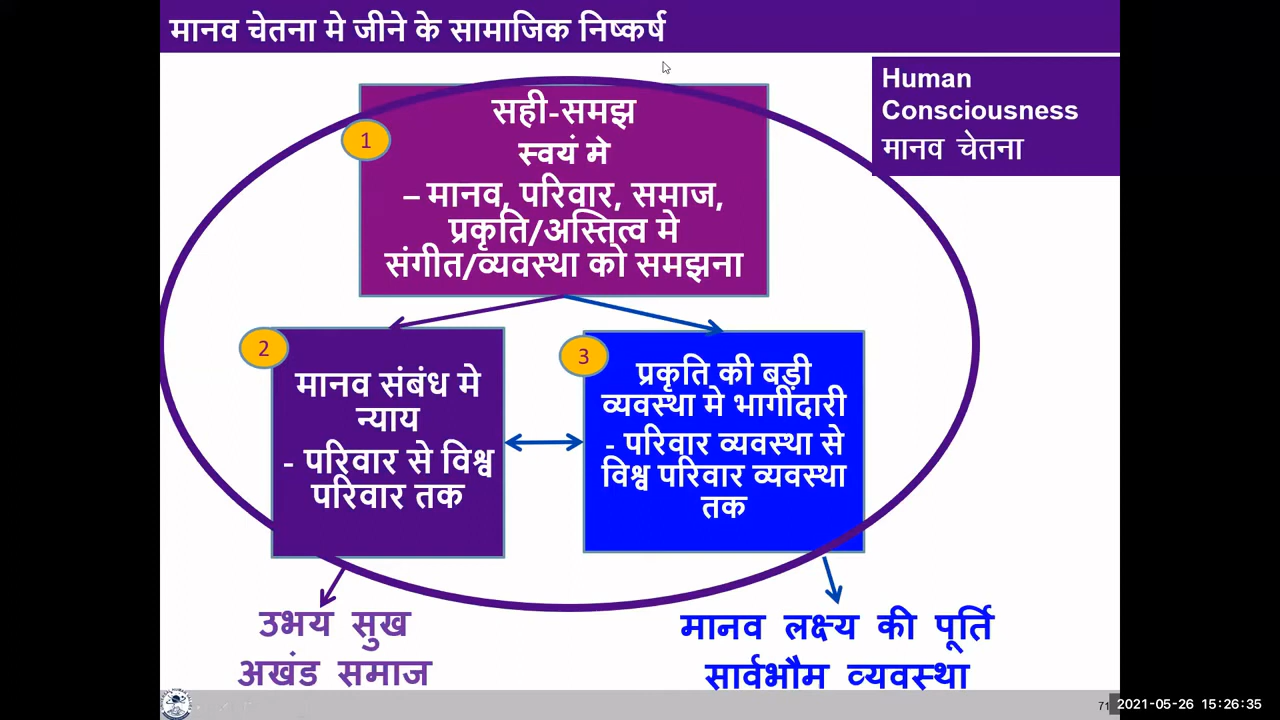 मानव चेतना मे जीने के सामाजिक निष्कर्ष
Human
Consciousness
मानव चेतना
1
सही-समझ
स्वयं मे
– मानव, परिवार, समाज,
प्रकृति/अस्तित्व मे
संगीत/व्यवस्था को समझना
2
मानव संबंध मे
न्याय
- परिवार से विश्व
परिवार तक
3
प्रकृति की बड़ी
व्यवस्था मे भागीदारी
- परिवार व्यवस्था से
विश्व परिवार व्यवस्था
तक
उभय सुख
अखंड समाज
मानव लक्ष्य की पूर्ति
सार्वभौम व्यवस्था
71
2021-05-26 15:26:35